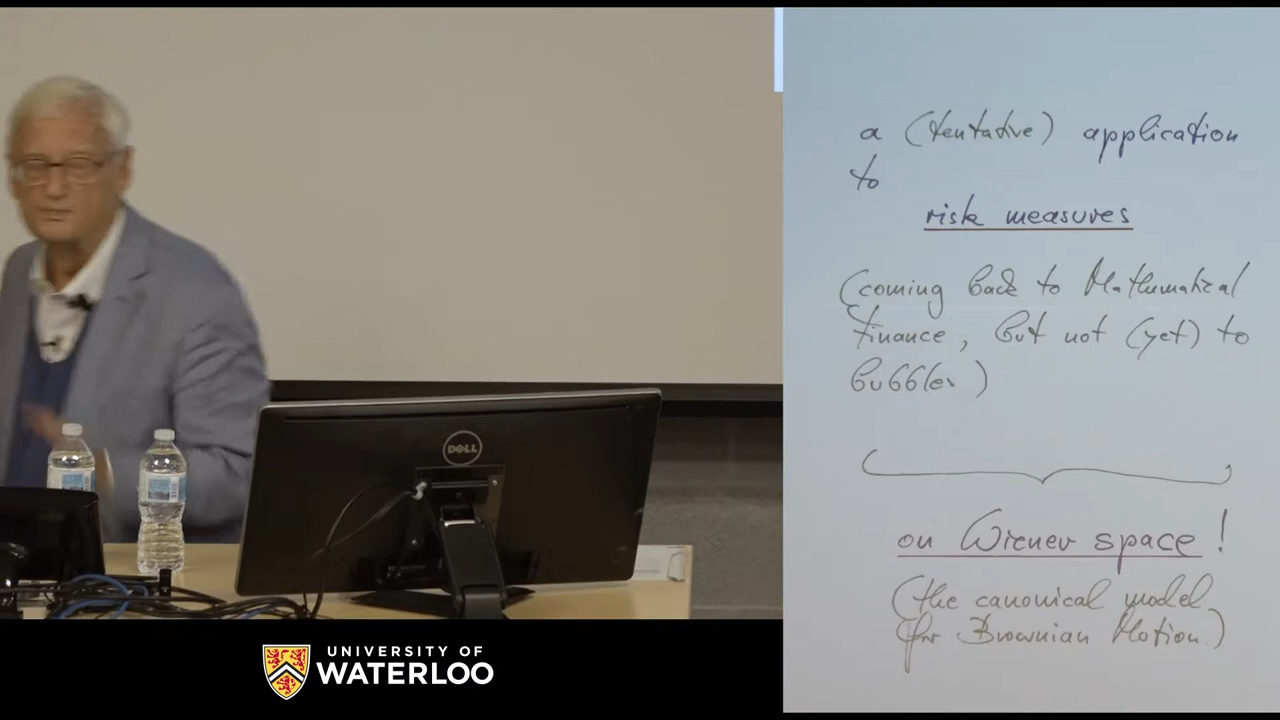 a (tentative) application
to
risk measures
(coming back to Mathematical
Finance, but not (yet) to
bubbles)
on Wiener space!
(the canonical model
for Brownian Motion)
DELL
UNIVERSITY OF
WATERLOO